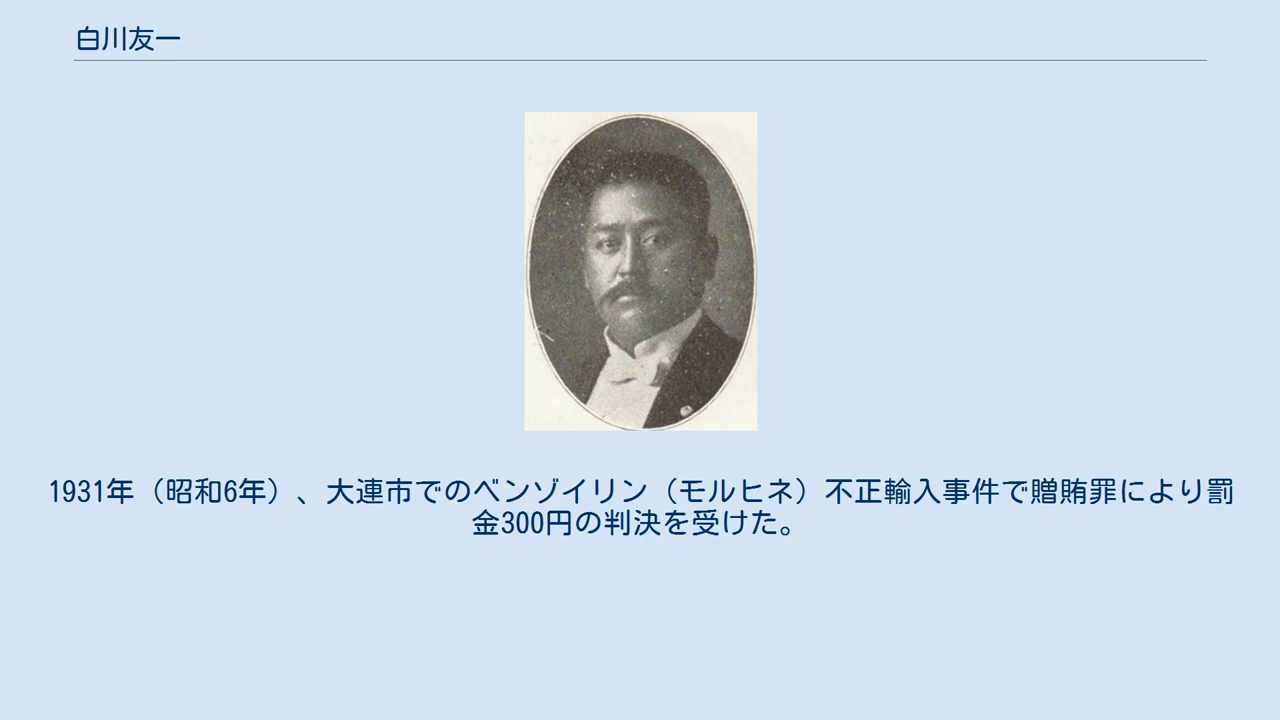 白川友一
1931年（昭和6年）、大連市でのベンゾイリン（モルヒネ）不正輸入事件で贈賄罪により罰
金300円の判決を受けた。